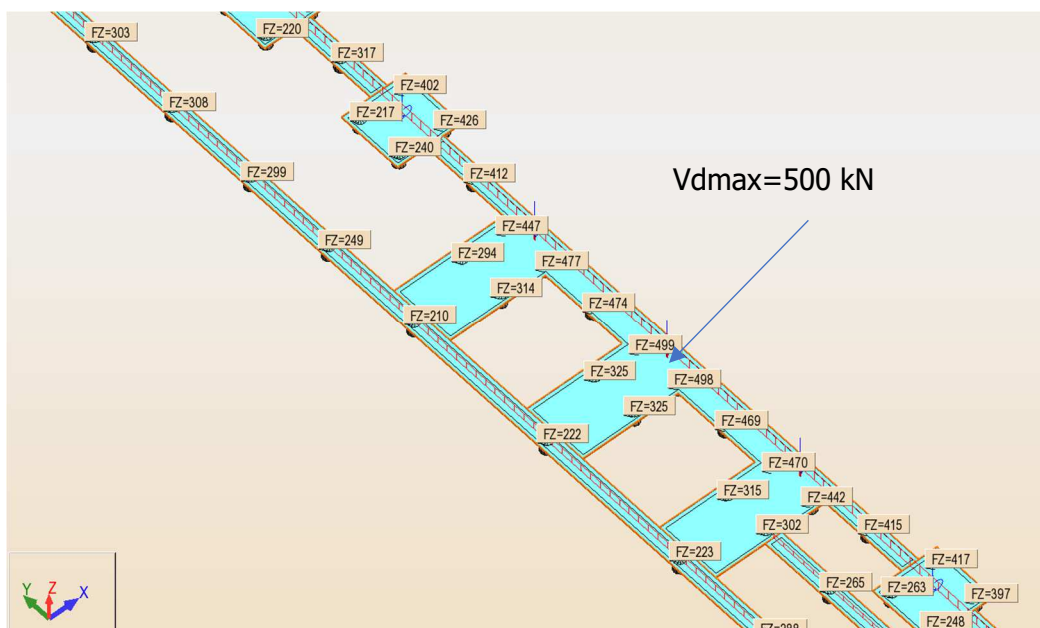 FZ=303
FZ=220
FZ=317
FZ=308
FZ=402
FZ=217
FZ=426
FZ=240
FZ=299
FZ=412
Vdmax=500 kN
FZ=249
FZ=447
FZ=294
FZ=477
FZ=314
FZ=474
FZ=210
FZ=499
FZ=325
FZ=498
FZ=325
FZ=469
FZ=222
FZ=470
FZ=315
FZ=442
FZ=302
FZ=415
FZ=223
FZ=417
FZ=265
FZ=263
FZ=397
FZ=248
Y Z X